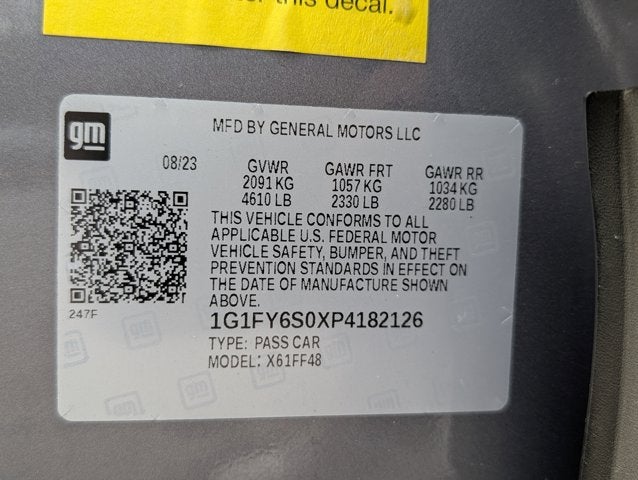 this decal.
gm
MFD BY GENERAL MOTORS LLC
08/23 GVWR GAWR FRT GAWR RR
2091 KG 1057 KG 1034 KG
4610 LB 2330 LB 2280 LB
THIS VEHICLE CONFORMS TO ALL
APPLICABLE U.S. FEDERAL MOTOR
VEHICLE SAFETY, BUMPER, AND THEFT
PREVENTION STANDARDS IN EFFECT ON
THE DATE OF MANUFACTURE SHOWN
ABOVE.
247F
1G1FY6S0XP4182126
TYPE: PASS CAR
MODEL: X61FF48